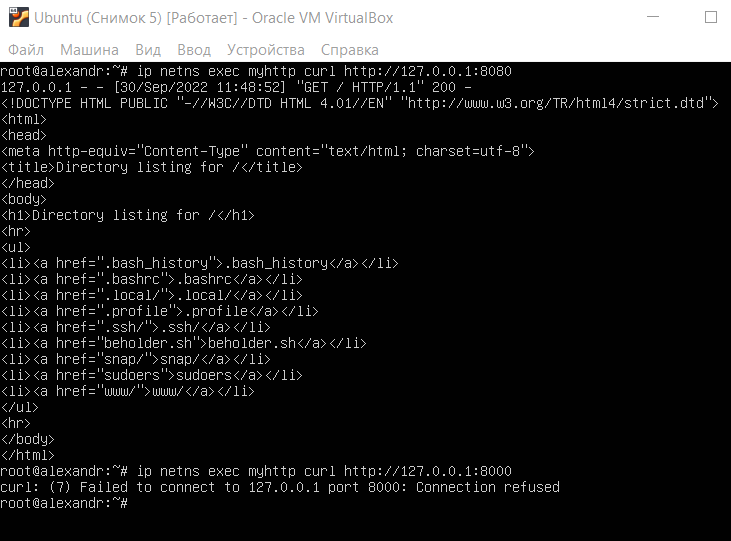 Ubuntu (Снимок 5) [Работает] - Oracle VM VirtualBox
Файл Машина Вид Ввод Устройства Справка
root@alexandr:~# ip netns exec myhttp curl http://127.0.0.1:8080
127.0.0.1 - - [30/Sep/2022 11:48:52] "GET / HTTP/1.1" 200 -
<!DOCTYPE HTML PUBLIC "-//W3C//DTD HTML 4.01//EN" "http://www.w3.org/TR/html4/strict.dtd">
<html>
<head>
<meta http-equiv="Content-Type" content="text/html; charset=utf-8">
<title>Directory listing for /</title>
</head>
<body>
<h1>Directory listing for /</h1>
<hr>
<ul>
<li><a href=".bash_history">.bash_history</a></li>
<li><a href=".bashrc">.bashrc</a></li>
<li><a href=".local/">.local/</a></li>
<li><a href=".profile">.profile</a></li>
<li><a href=".ssh/">.ssh/</a></li>
<li><a href="beholder.sh">beholder.sh</a></li>
<li><a href="snap/">snap/</a></li>
<li><a href="sudoers">sudoers</a></li>
<li><a href="www/">www/</a></li>
</ul>
<hr>
</body>
</html>
root@alexandr:~# ip netns exec myhttp curl http://127.0.0.1:8000
curl: (7) Failed to connect to 127.0.0.1 port 8000: Connection refused
root@alexandr:~#